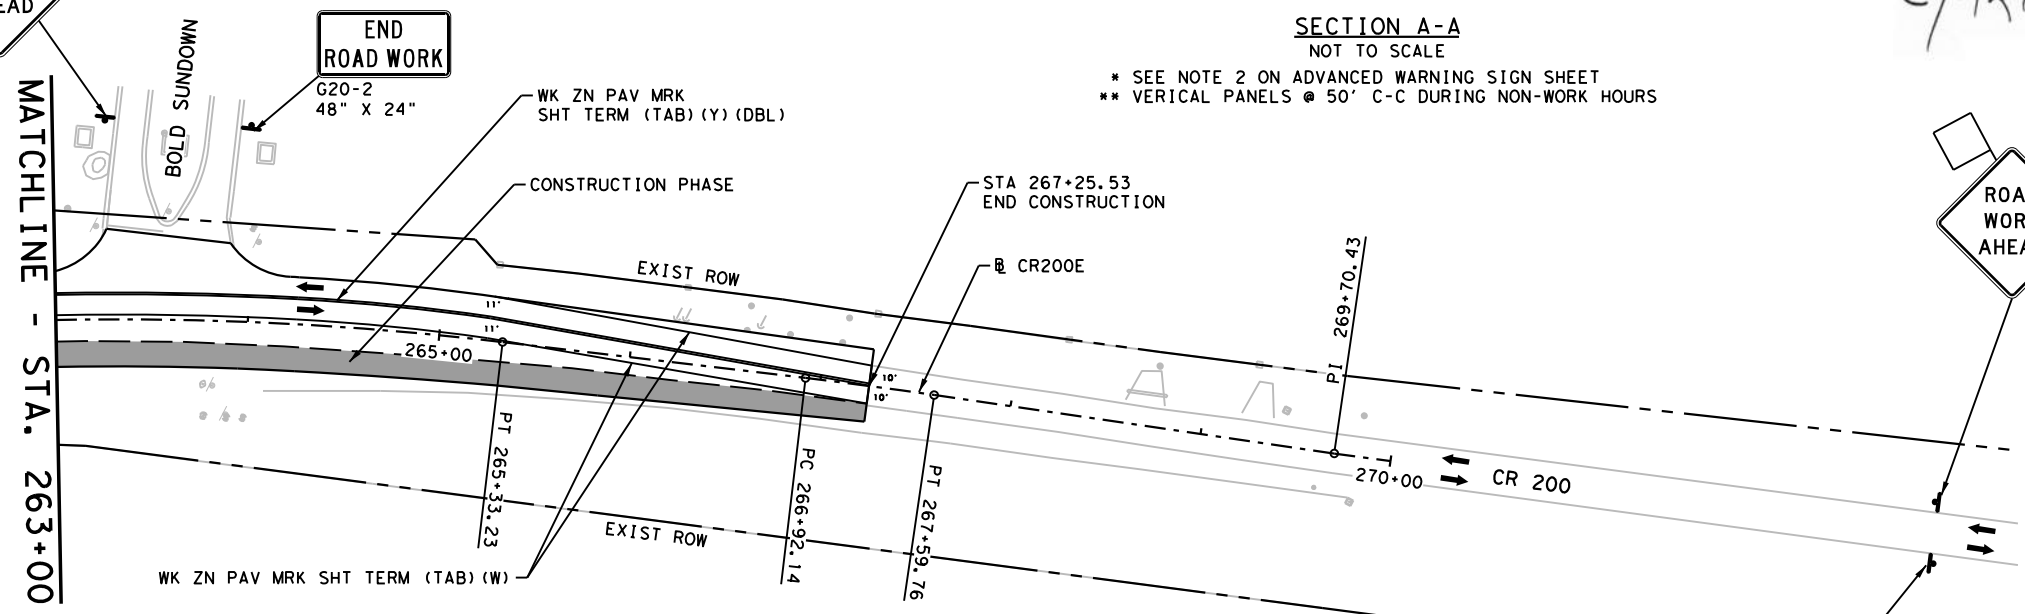 EAD
END
ROAD WORK
G20-2
48" X 24"
BOLD SUNDOWN
MATCHLINE - STA. 263+00
WK ZN PAV MRK
SHT TERM (TAB)(Y)(DBL)
CONSTRUCTION PHASE
SECTION A-A
NOT TO SCALE
* SEE NOTE 2 ON ADVANCED WARNING SIGN SHEET
** VERICAL PANELS @ 50' C-C DURING NON-WORK HOURS
STA 267+25.53
END CONSTRUCTION
EXIST ROW
℄ CR200E
PI 269+70.43
ROA
WOR
AHEA
11'
11'
265+00
10'
10'
PT 265+33.23
PC 266+92.14
PT 267+59.76
270+00
CR 200
EXIST ROW
WK ZN PAV MRK SHT TERM (TAB)(W)